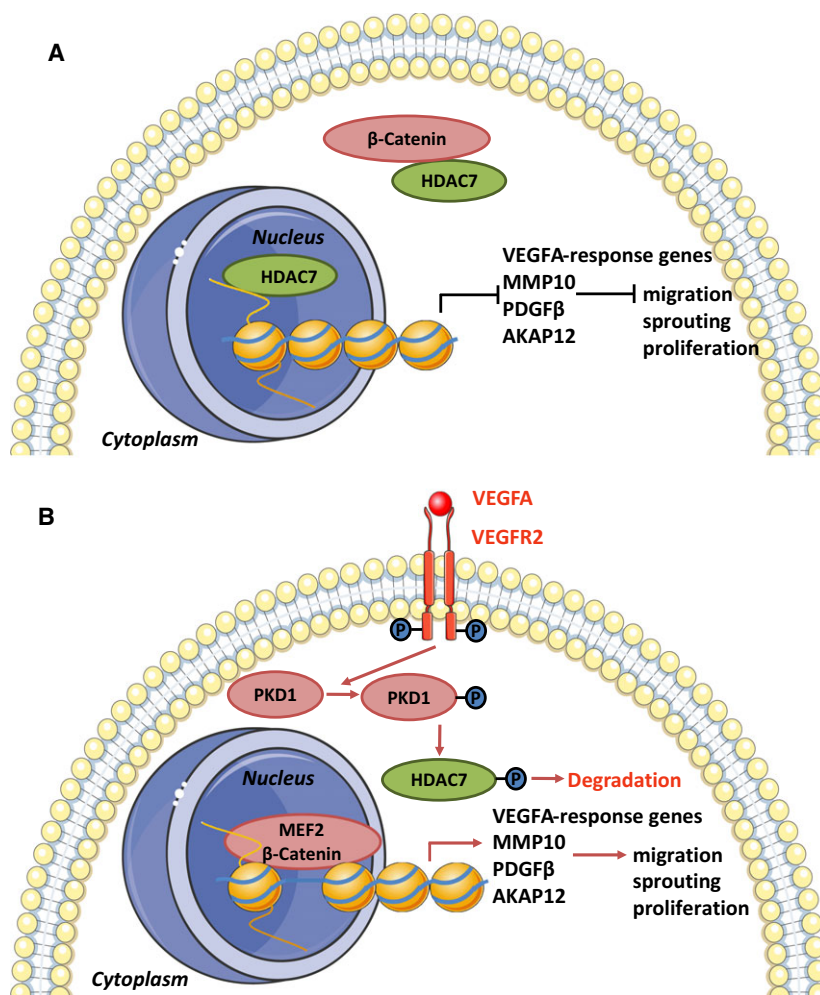 A
β-Catenin
HDAC7
Nucleus
HDAC7
VEGFA-response genes
MMP10
PDGFβ
AKAP12
migration
sprouting
proliferation
Cytoplasm
B
VEGFA
VEGFR2
P
P
PKD1
PKD1
P
HDAC7
P
Degradation
Nucleus
MEF2
β-Catenin
VEGFA-response genes
MMP10
PDGFβ
AKAP12
migration
sprouting
proliferation
Cytoplasm